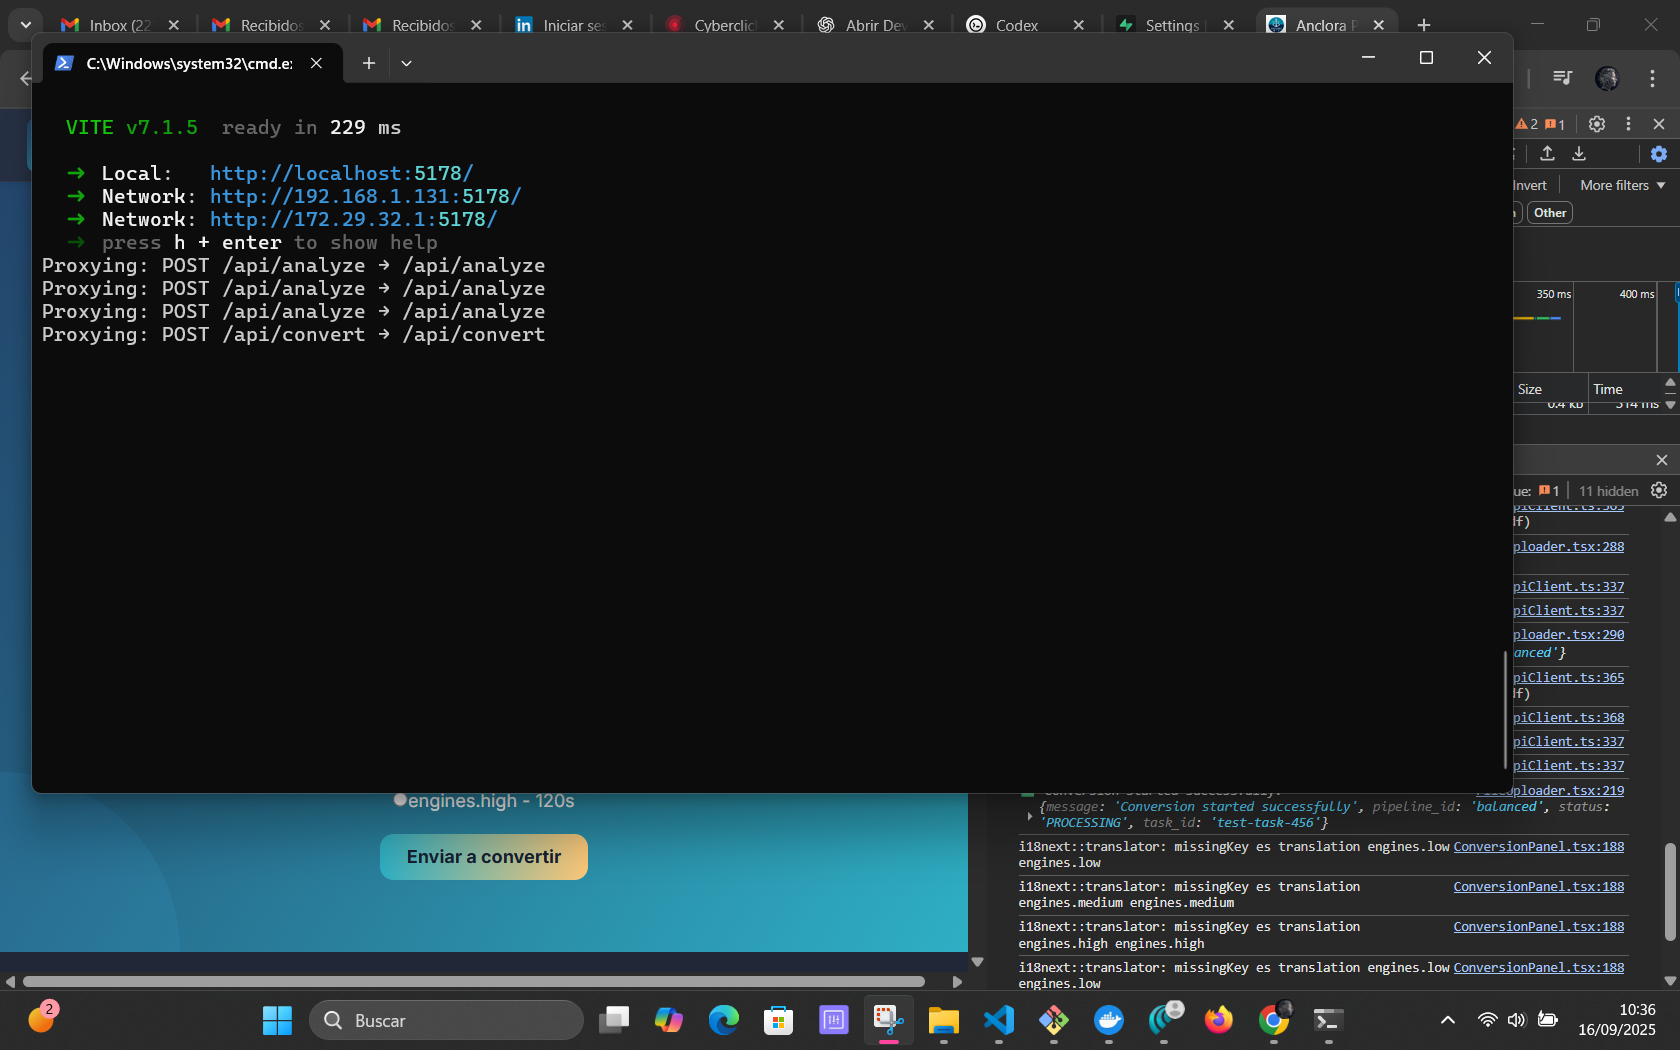 Inbox (22
Recibidos
Recibidos
Iniciar ses
Cyberclic
Abrir Dev
Codex
Settings
Anclora P
C:\Windows\system32\cmd.e:
VITE v7.1.5 ready in 229 ms
➜ Local: http://localhost:5178/
➜ Network: http://192.168.1.131:5178/
➜ Network: http://172.29.32.1:5178/
➜ press h + enter to show help
Proxying: POST /api/analyze → /api/analyze
Proxying: POST /api/analyze → /api/analyze
Proxying: POST /api/analyze → /api/analyze
Proxying: POST /api/convert → /api/convert
2 1
Invert More filters
Other
350 ms 400 ms
Size Time
0.4 kB 314 ms
ue: 1 11 hidden
piClient.ts:365
df)
ploader.tsx:288
piClient.ts:337
piClient.ts:337
ploader.tsx:290
anced'}
piClient.ts:365
df)
piClient.ts:368
piClient.ts:337
piClient.ts:337
Conversion started successfully: FileUploader.tsx:219
{message: 'Conversion started successfully', pipeline_id: 'balanced', status:
'PROCESSING', task_id: 'test-task-456'}
i18next::translator: missingKey es translation engines.low ConversionPanel.tsx:188
engines.low
i18next::translator: missingKey es translation ConversionPanel.tsx:188
engines.medium engines.medium
i18next::translator: missingKey es translation ConversionPanel.tsx:188
engines.high engines.high
i18next::translator: missingKey es translation engines.low ConversionPanel.tsx:188
engines.low
engines.high - 120s
Enviar a convertir
2
Buscar
10:36
16/09/2025